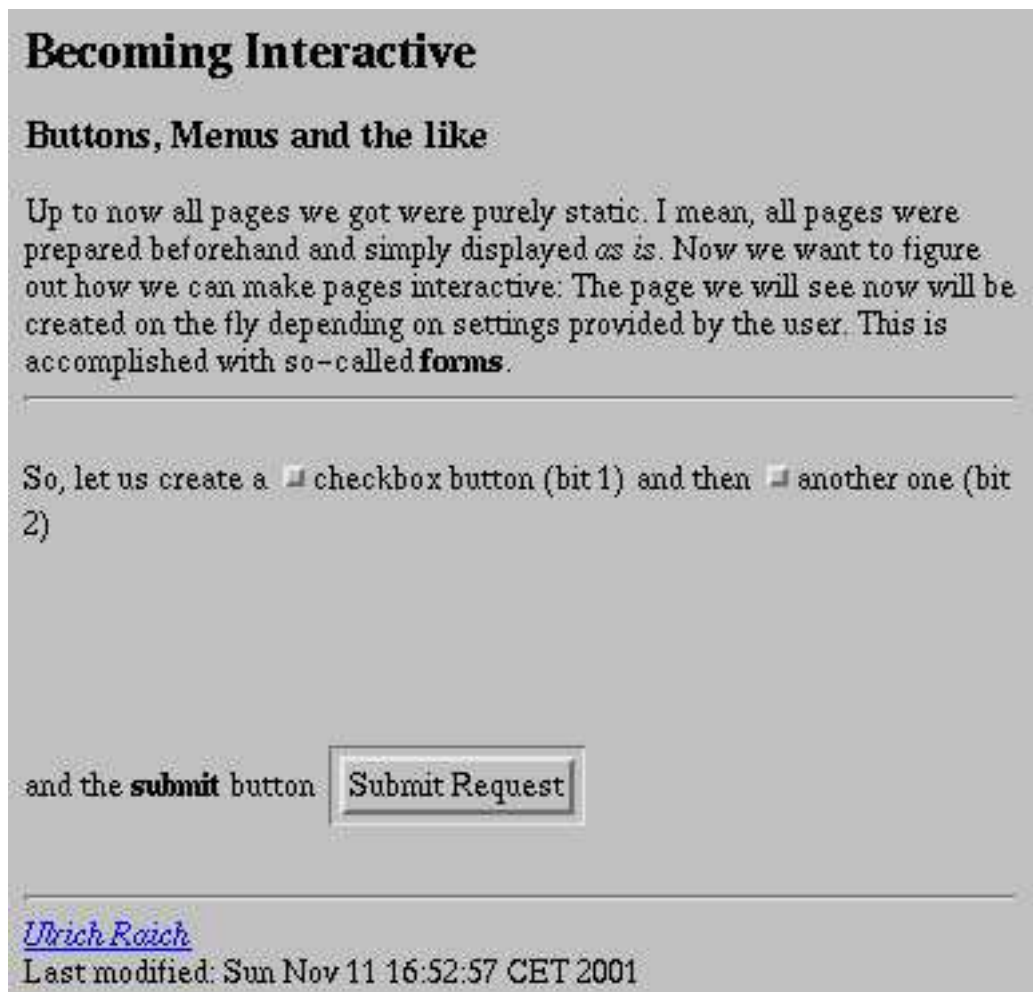 Becoming Interactive
Buttons, Menus and the like
Up to now all pages we got were purely static. I mean, all pages were
prepared beforehand and simply displayed as is. Now we want to figure
out how we can make pages interactive: The page we will see now will be
created on the fly depending on settings provided by the user. This is
accomplished with so-called forms.
So, let us create a checkbox button (bit 1) and then another one (bit
2)
and the submit button Submit Request
Ulrich Raich
Last modified: Sun Nov 11 16:52:57 CET 2001